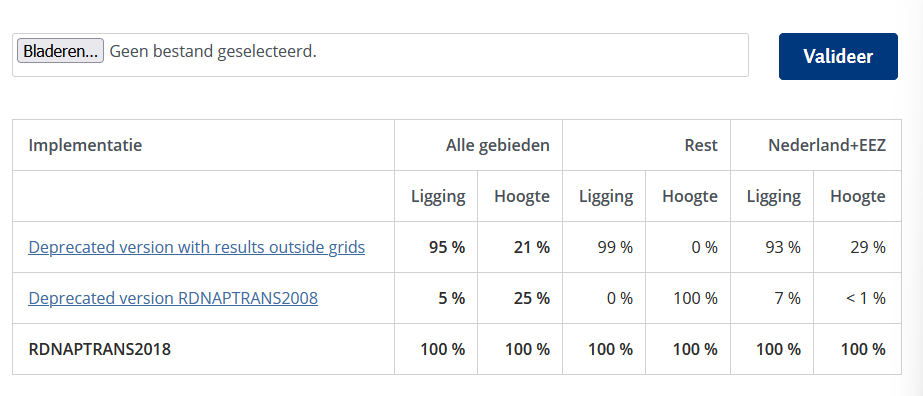 Bladeren... Geen bestand geselecteerd. Valideer
Implementatie Alle gebieden Rest Nederland+EEZ
Ligging Hoogte Ligging Hoogte Ligging Hoogte
Deprecated version with results outside grids 95 % 21 % 99 % 0 % 93 % 29 %
Deprecated version RDNAPTRANS2008 5 % 25 % 0 % 100 % 7 % < 1 %
RDNAPTRANS2018 100 % 100 % 100 % 100 % 100 % 100 %